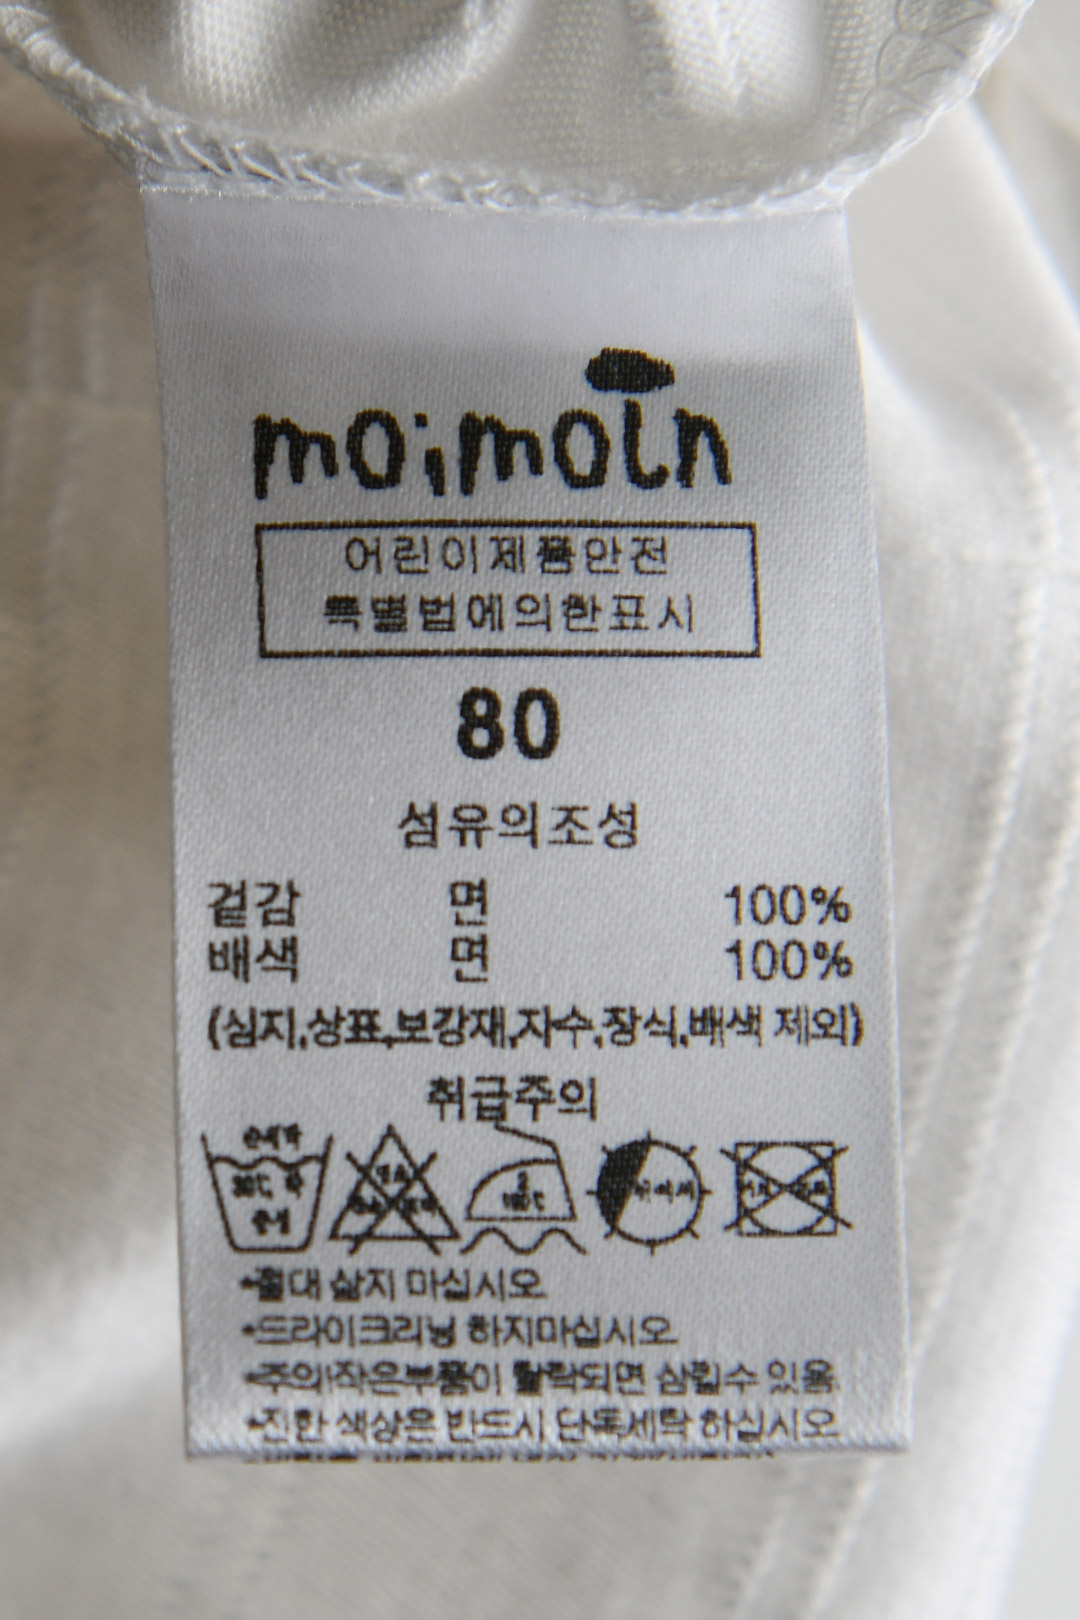 moimoln
어린이제품안전
특별법에의한표시
80
섬유의조성
겉감 면 100%
배색 면 100%
(심지,상표,보강재,자수,장식,배색 제외)
취급주의
손세탁
*절대 삶지 마십시오
*드라이크리닝 하지마십시오
*주의!작은부품이 탈락되면 삼킬수 있음.
*진한 색상은 반드시 단독세탁 하십시오